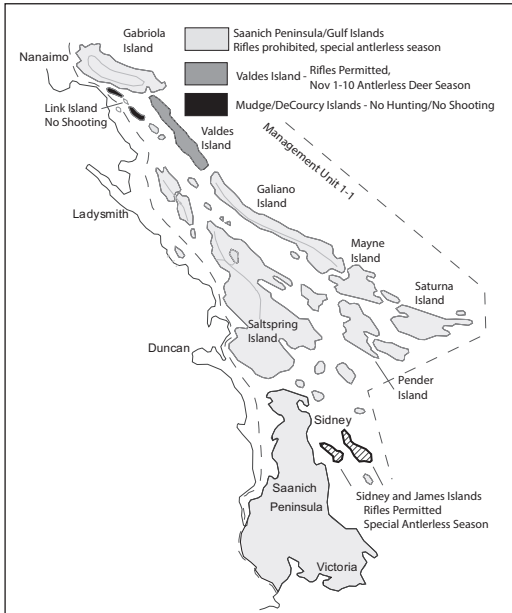 Gabriola
Island
Saanich Peninsula/Gulf Islands
Rifles prohibited, special antlerless season
Nanaimo
Valdes Island - Rifles Permitted,
Nov 1-10 Antlerless Deer Season
Mudge/DeCourcy Islands - No Hunting/No Shooting
Link Island
No Shooting
Valdes
Island
Management Unit 1-1
Galiano
Island
Ladysmith
Mayne
Island
Saturna
Island
Saltspring
Island
Duncan
Pender
Island
Sidney
Saanich
Peninsula
Sidney and James Islands
Rifles Permitted
Special Antlerless Season
Victoria